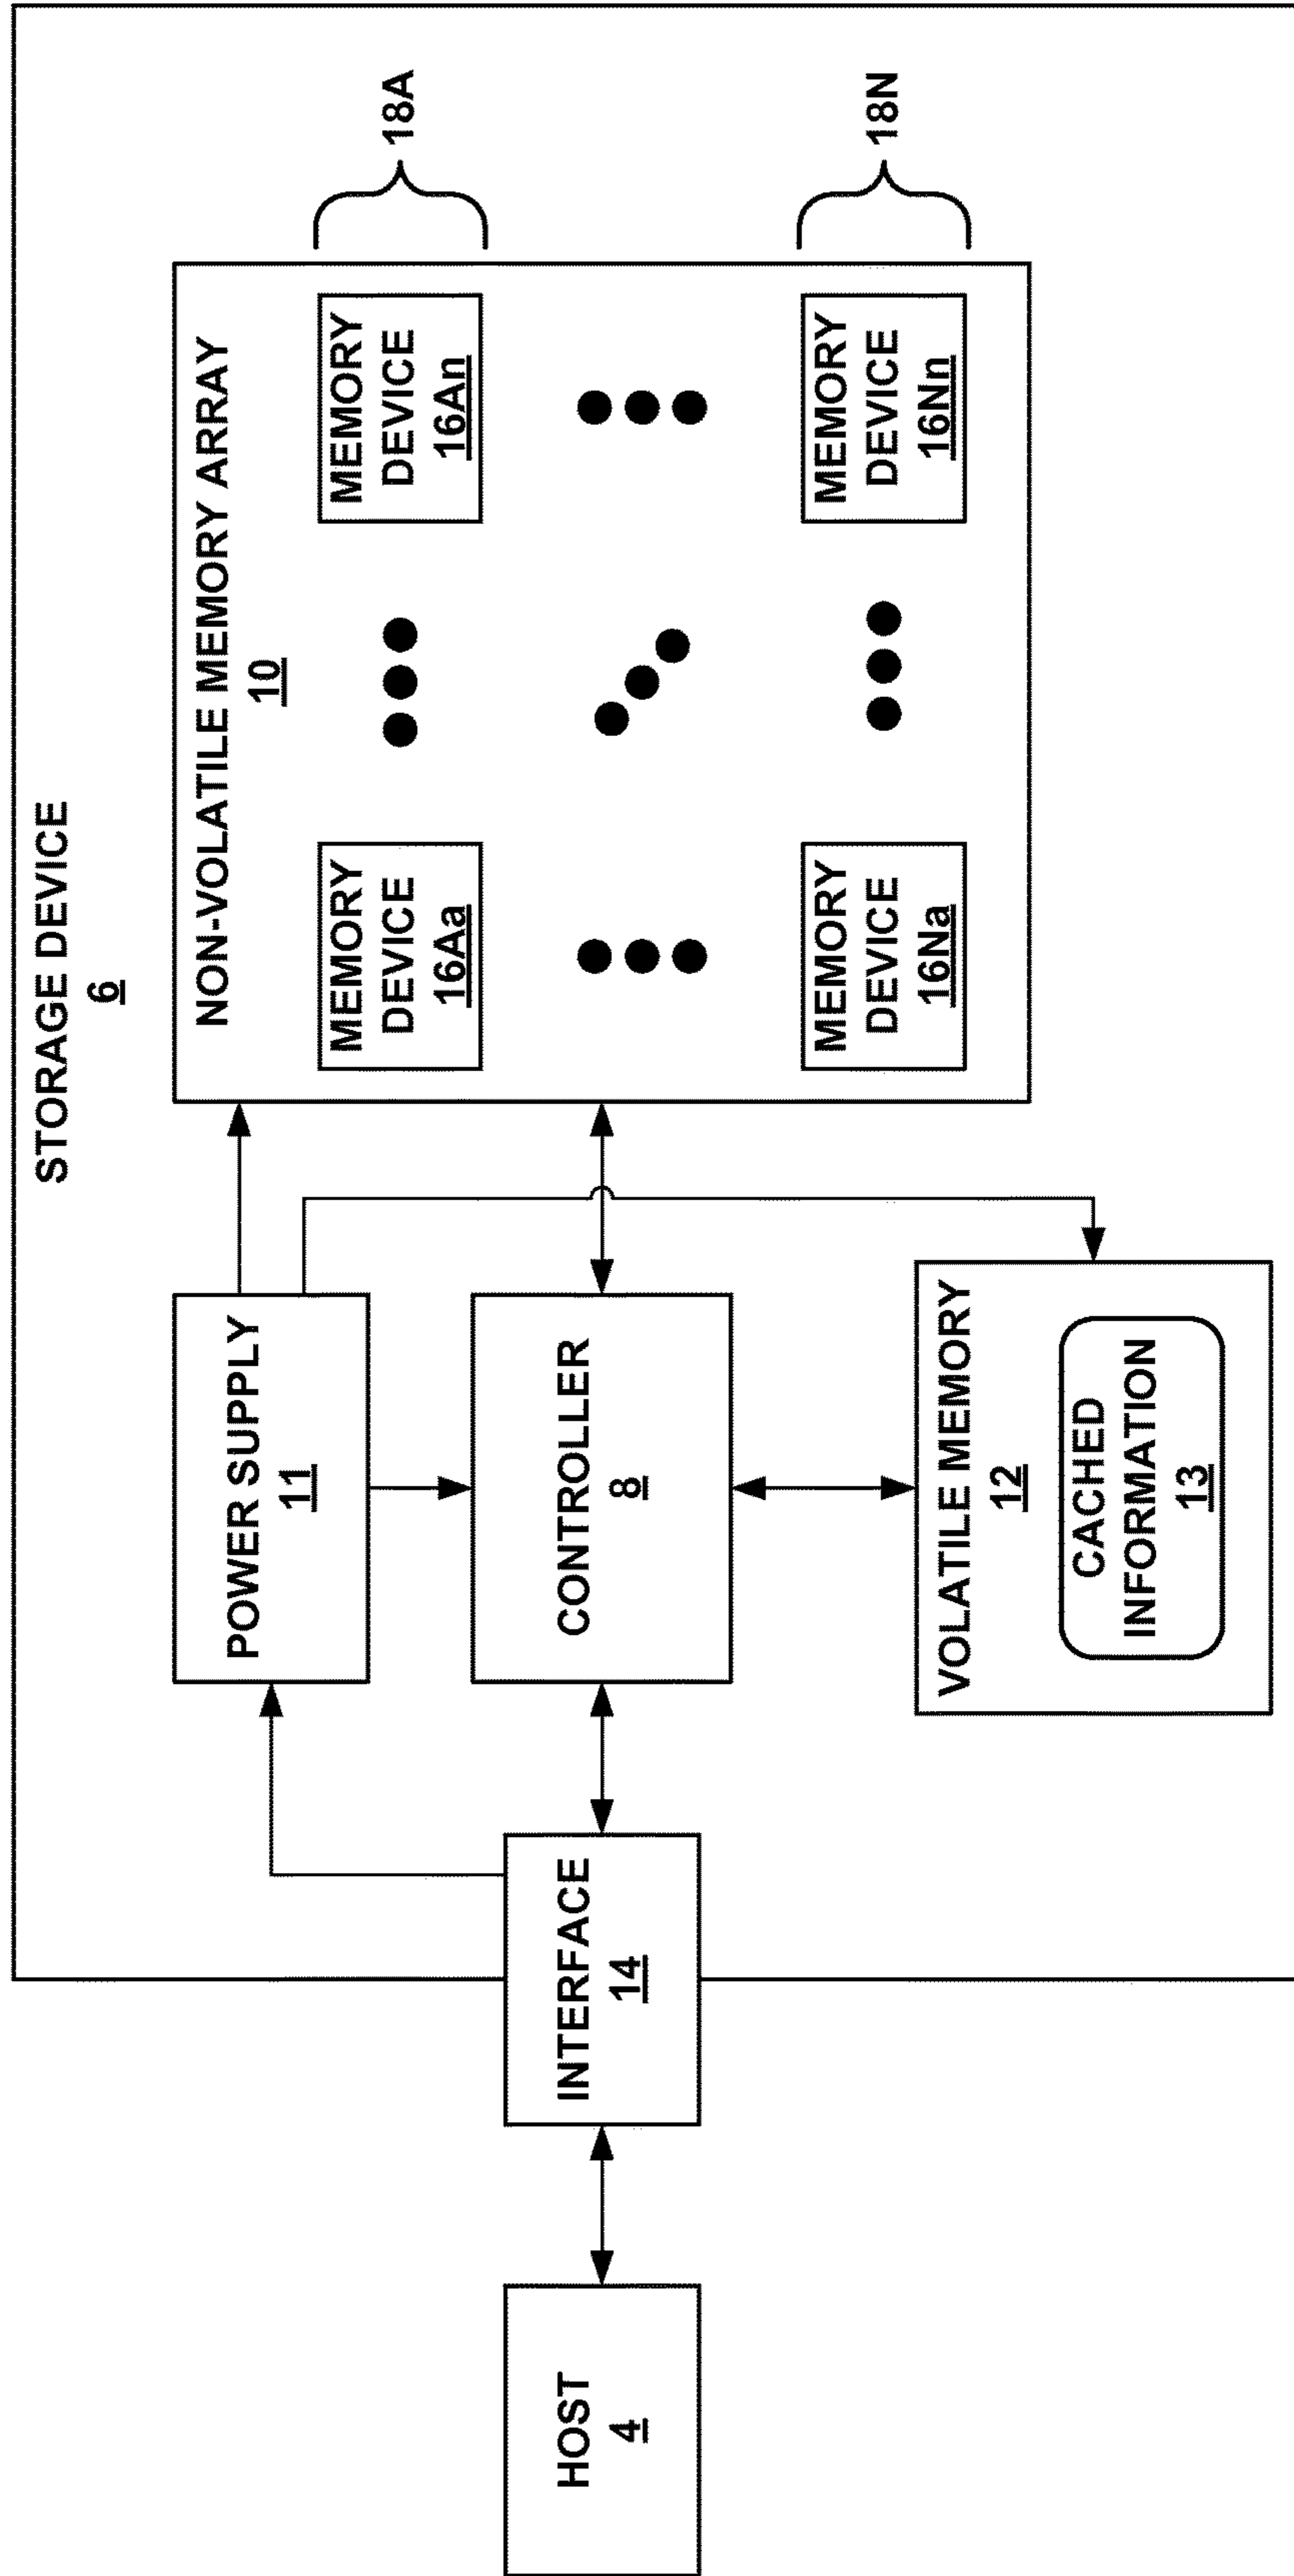 STORAGE DEVICE
6
NON-VOLATILE MEMORY ARRAY
10
MEMORY
DEVICE
16Aa
MEMORY
DEVICE
16An
18A
MEMORY
DEVICE
16Na
MEMORY
DEVICE
16Nn
18N
POWER SUPPLY
11
CONTROLLER
8
VOLATILE MEMORY
12
CACHED
INFORMATION
13
INTERFACE
14
HOST
4